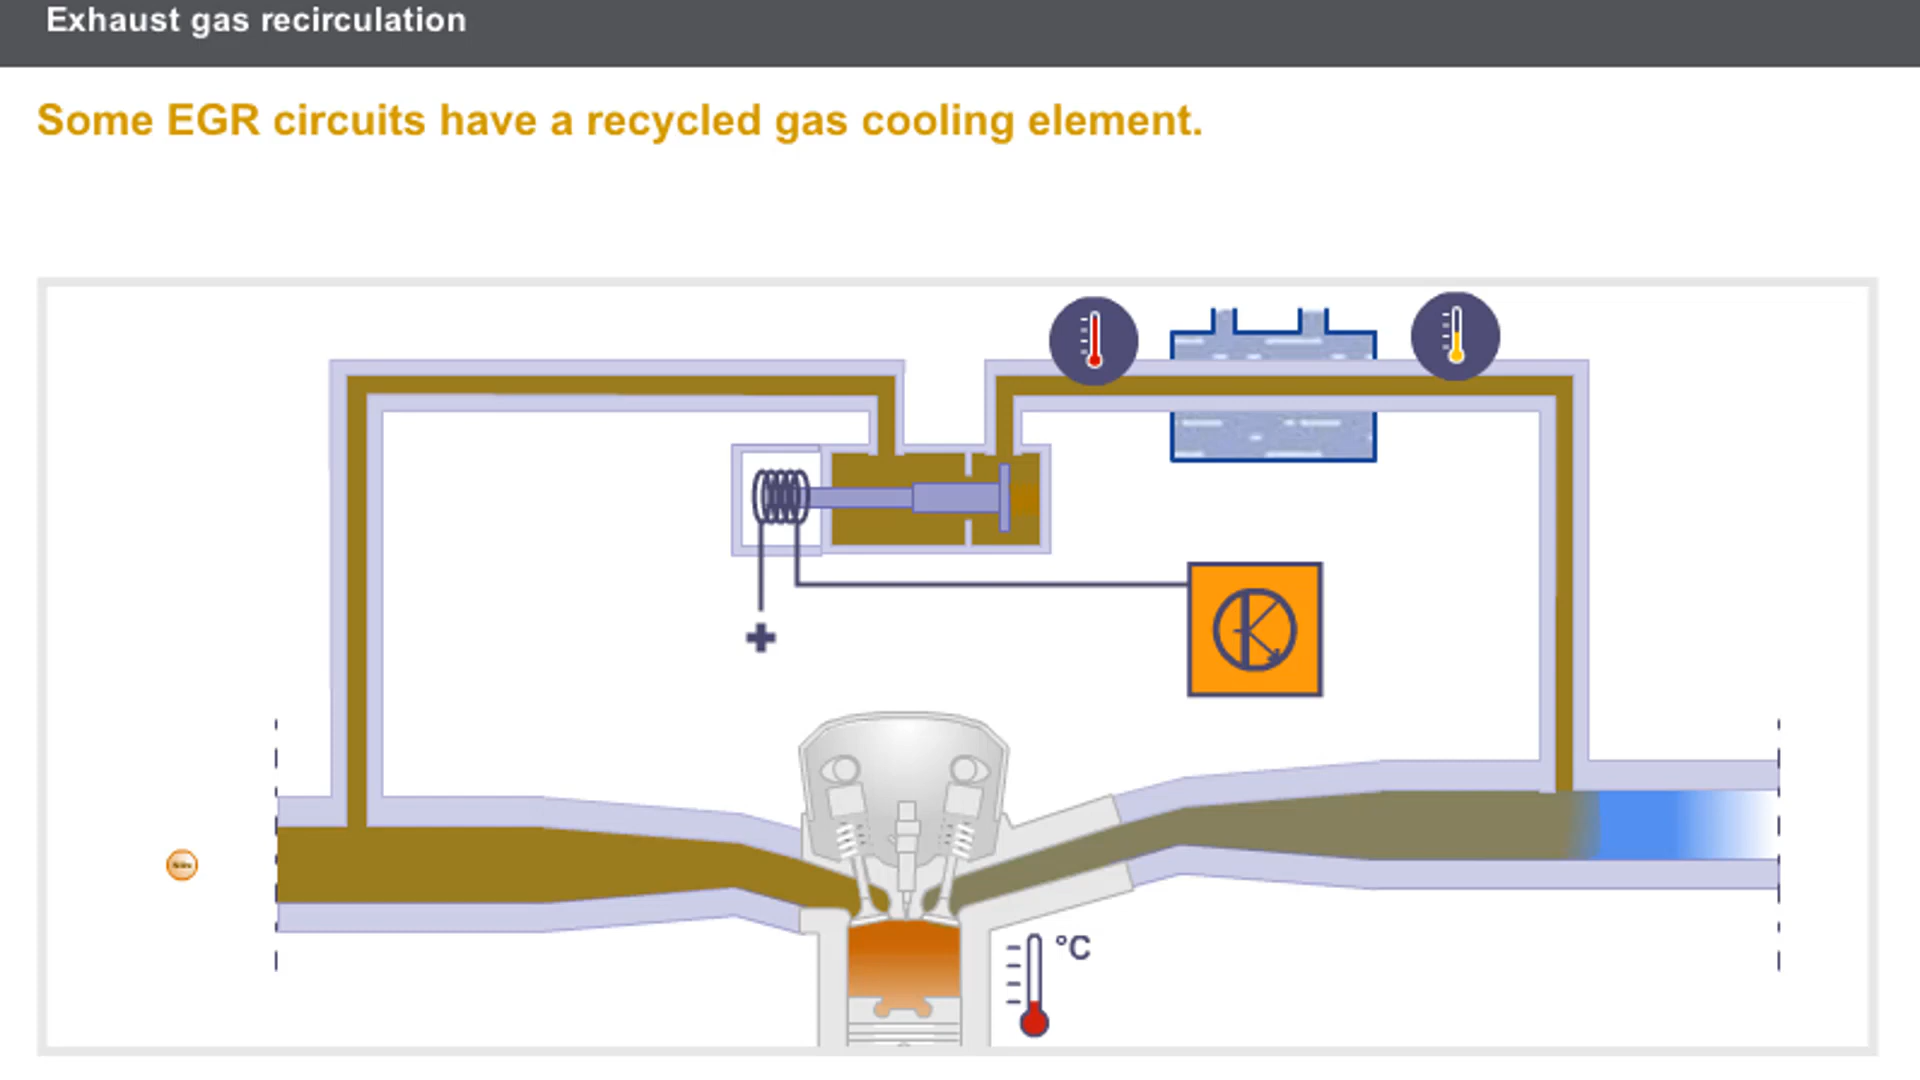 Exhaust gas recirculation
Some EGR circuits have a recycled gas cooling element.
°C